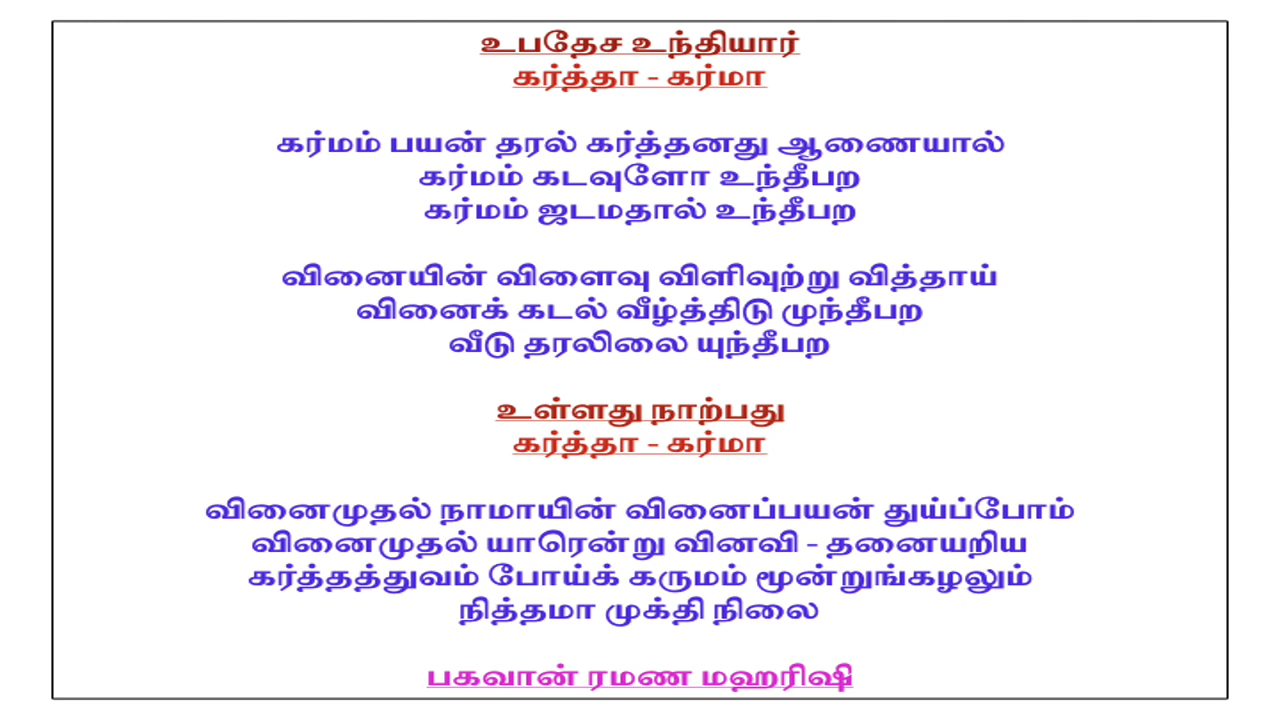 உபதேச உந்தியார்
கர்த்தா - கர்மா
கர்மம் பயன் தரல் கர்த்தனது ஆணையால்
கர்மம் கடவுளோ உந்தீபற
கர்மம் ஜடமதால் உந்தீபற
வினையின் விளைவு விளிவுற்று வித்தாய்
வினைக் கடல் வீழ்த்திடு முந்தீபற
வீடு தரலிலை யுந்தீபற
உள்ளது நாற்பது
கர்த்தா - கர்மா
வினைமுதல் நாமாயின் வினைப்பயன் துய்ப்போம்
வினைமுதல் யாரென்று வினவி - தனையறிய
கர்த்தத்துவம் போய்க் கருமம் மூன்றுங்கழலும்
நித்தமா முக்தி நிலை
பகவான் ரமண மஹரிஷி